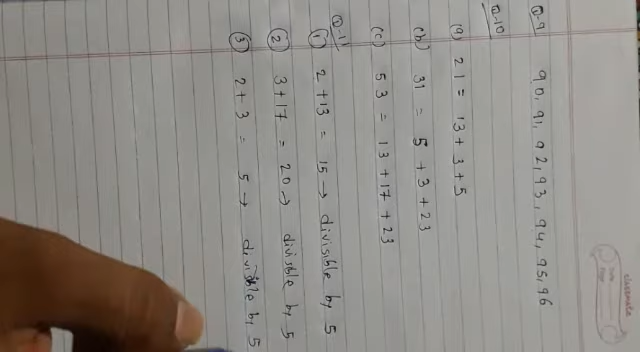 Q-9 90, 91, 92, 93, 94, 95, 96
Q-10
(a) 21 = 13 + 3 + 5
(b) 31 = 5 + 3 + 23
(c) 53 = 13 + 17 + 23
Q-11
(1) 2 + 13 = 15 → divisible by 5
(2) 3 + 17 = 20 → divisible by 5
(3) 2 + 3 = 5 → divisible by 5